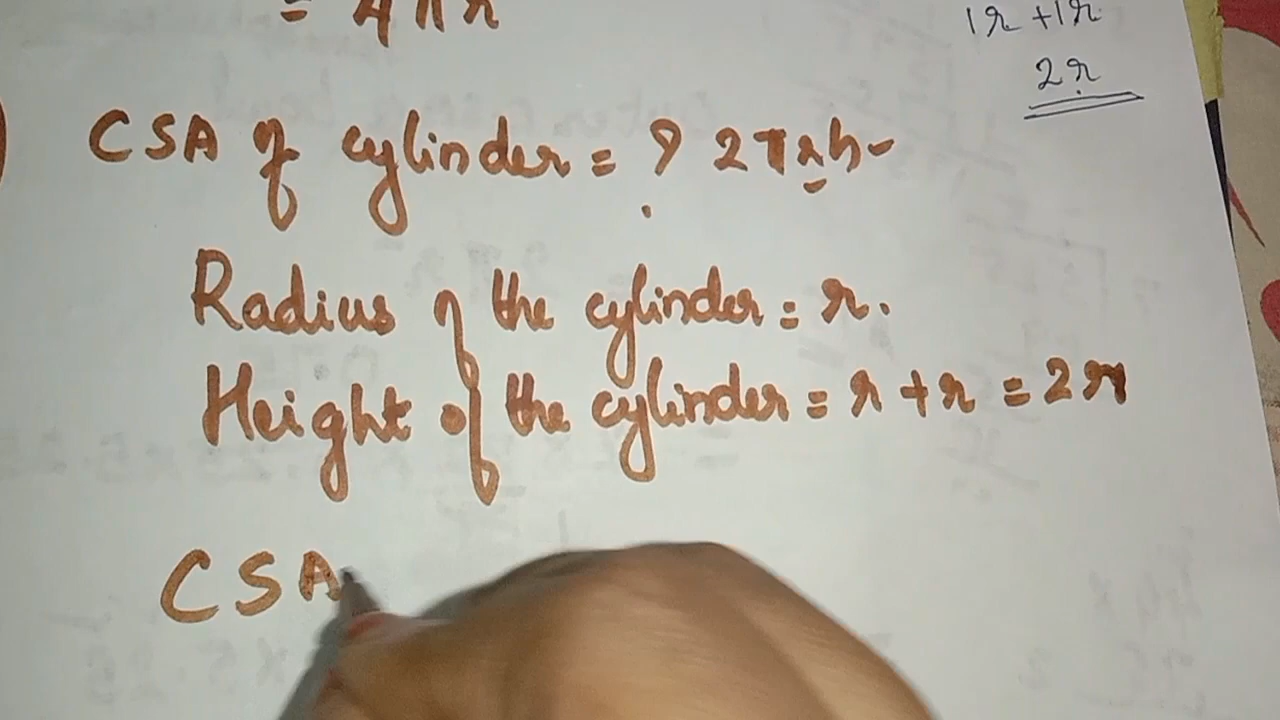 = 4πr
1r + 1r
2r
CSA of cylinder = ? 2πrh
Radius of the cylinder = r.
Height of the cylinder = r + r = 2r
CSA